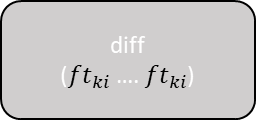 diff
(ft_ki .... ft_ki)